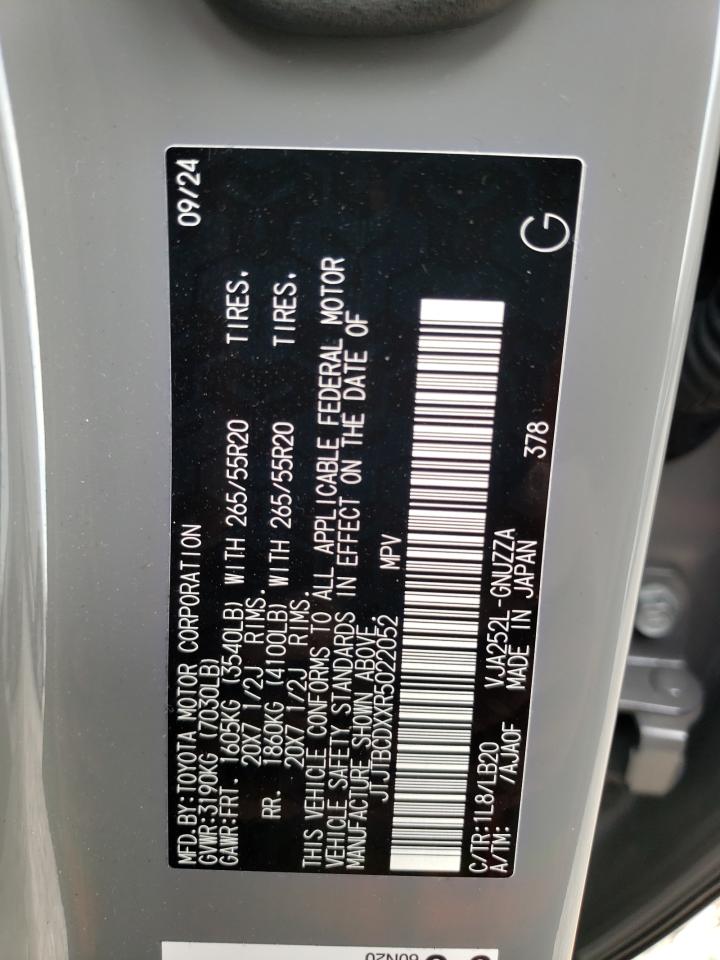 MFD.BY:TOYOTA MOTOR CORPORATION 09/24
GVWR:3190KG (7030LB)
GAWR:FRT. 1605KG (3540LB) WITH 265/55R20 TIRES.
20X7 1/2J RIMS.
RR. 1860KG (4100LB) WITH 265/55R20 TIRES.
20X7 1/2J RIMS.
THIS VEHICLE CONFORMS TO ALL APPLICABLE FEDERAL MOTOR
VEHICLE SAFETY STANDARDS IN EFFECT ON THE DATE OF
MANUFACTURE SHOWN ABOVE.
JTJTBCDXXR5022052 MPV
C/TR:1L8/LB20 VJA252L-GNUZZA
A/TM: /AJA0F MADE IN JAPAN 378
G
60N20